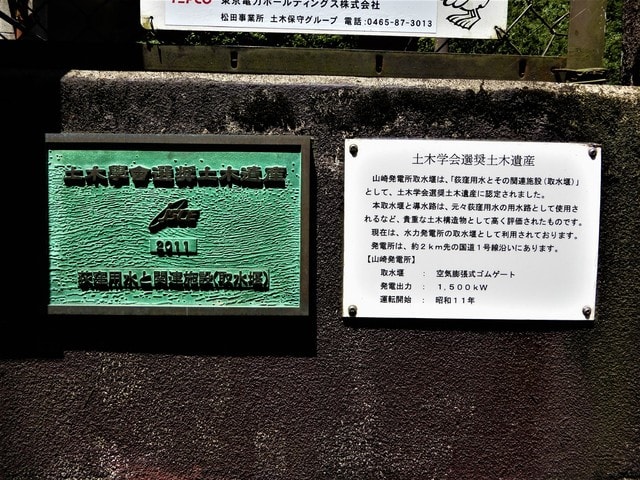 TEPCO
東京電力ホールディングス株式会社
松田事業所 土木保守グループ 電話:0465-87-3013
土木學會選奨土木遺産
JSCE
2011
荻窪用水と関連施設(取水堰)
土木学会選奨土木遺産
山崎発電所取水堰は、「荻窪用水とその関連施設(取水堰)」
として、土木学会選奨土木遺産に認定されました。
本取水堰と導水路は、元々荻窪用水の用水路として使用さ
れるなど、貴重な土木構造物として高く評価されたものです。
現在は、水力発電所の取水堰として利用されております。
発電所は、約2km先の国道1号線沿いにあります。
【山崎発電所】
取水堰 : 空気膨張式ゴムゲート
発電出力 : 1,500kW
運転開始 : 昭和11年